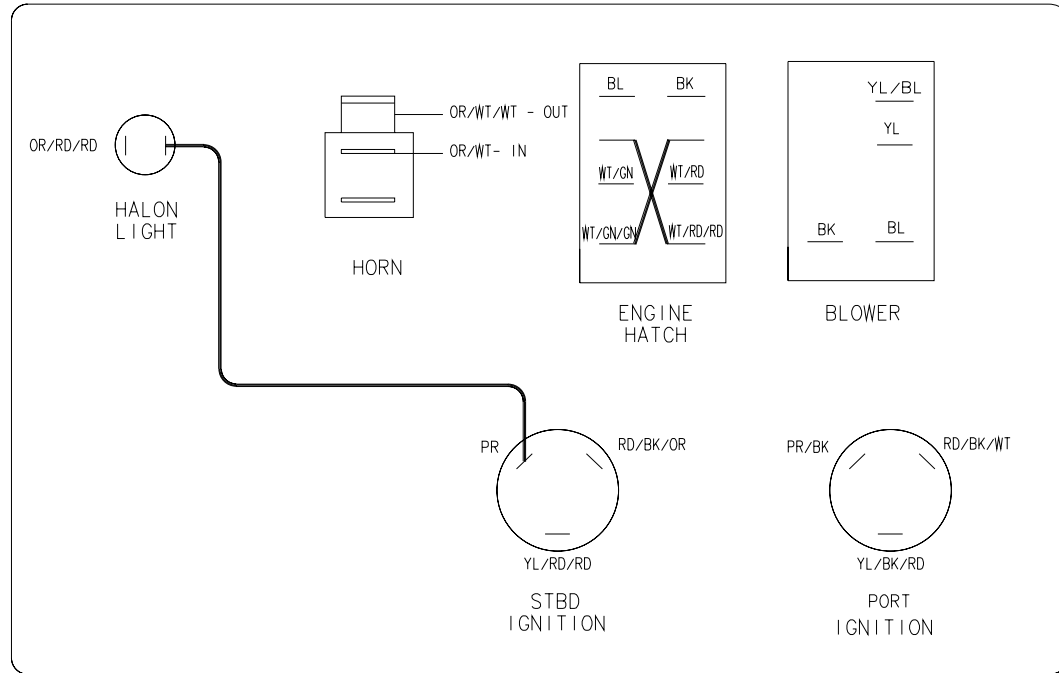 OR/RD/RD
HALON
LIGHT
OR/WT/WT - OUT
OR/WT- IN
HORN
BL BK
WT/GN WT/RD
WT/GN/GN WT/RD/RD
ENGINE
HATCH
YL/BL
YL
BK BL
BLOWER
PR RD/BK/OR
YL/RD/RD
STBD
IGNITION
PR/BK RD/BK/WT
YL/BK/RD
PORT
IGNITION